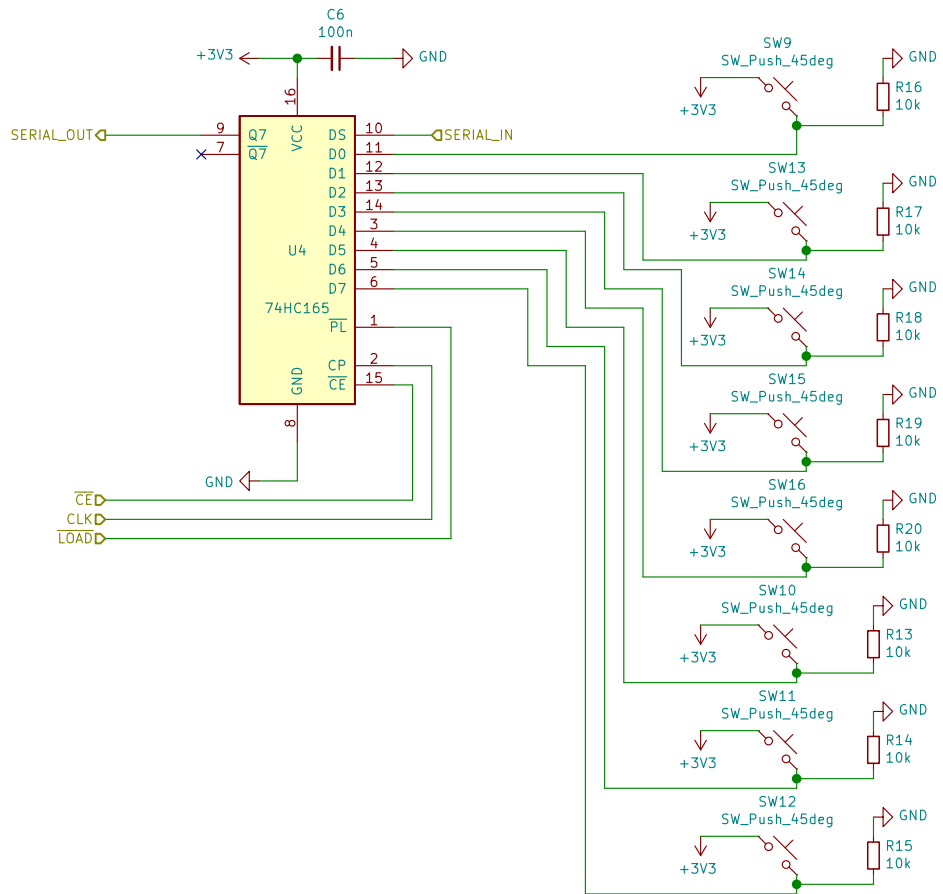 C6
100n
+3V3
GND
16
VCC
SERIAL_OUT
9
Q7
7
Q7
DS
10
SERIAL_IN
D0
11
D1
12
D2
13
D3
14
D4
3
D5
4
D6
5
D7
6
U4
74HC165
PL
1
CP
2
CE
15
GND
8
GND
CE
CLK
LOAD
SW9
SW_Push_45deg
+3V3
GND
R16
10k
SW13
SW_Push_45deg
+3V3
GND
R17
10k
SW14
SW_Push_45deg
+3V3
GND
R18
10k
SW15
SW_Push_45deg
+3V3
GND
R19
10k
SW16
SW_Push_45deg
+3V3
GND
R20
10k
SW10
SW_Push_45deg
+3V3
GND
R13
10k
SW11
SW_Push_45deg
+3V3
GND
R14
10k
SW12
SW_Push_45deg
+3V3
GND
R15
10k